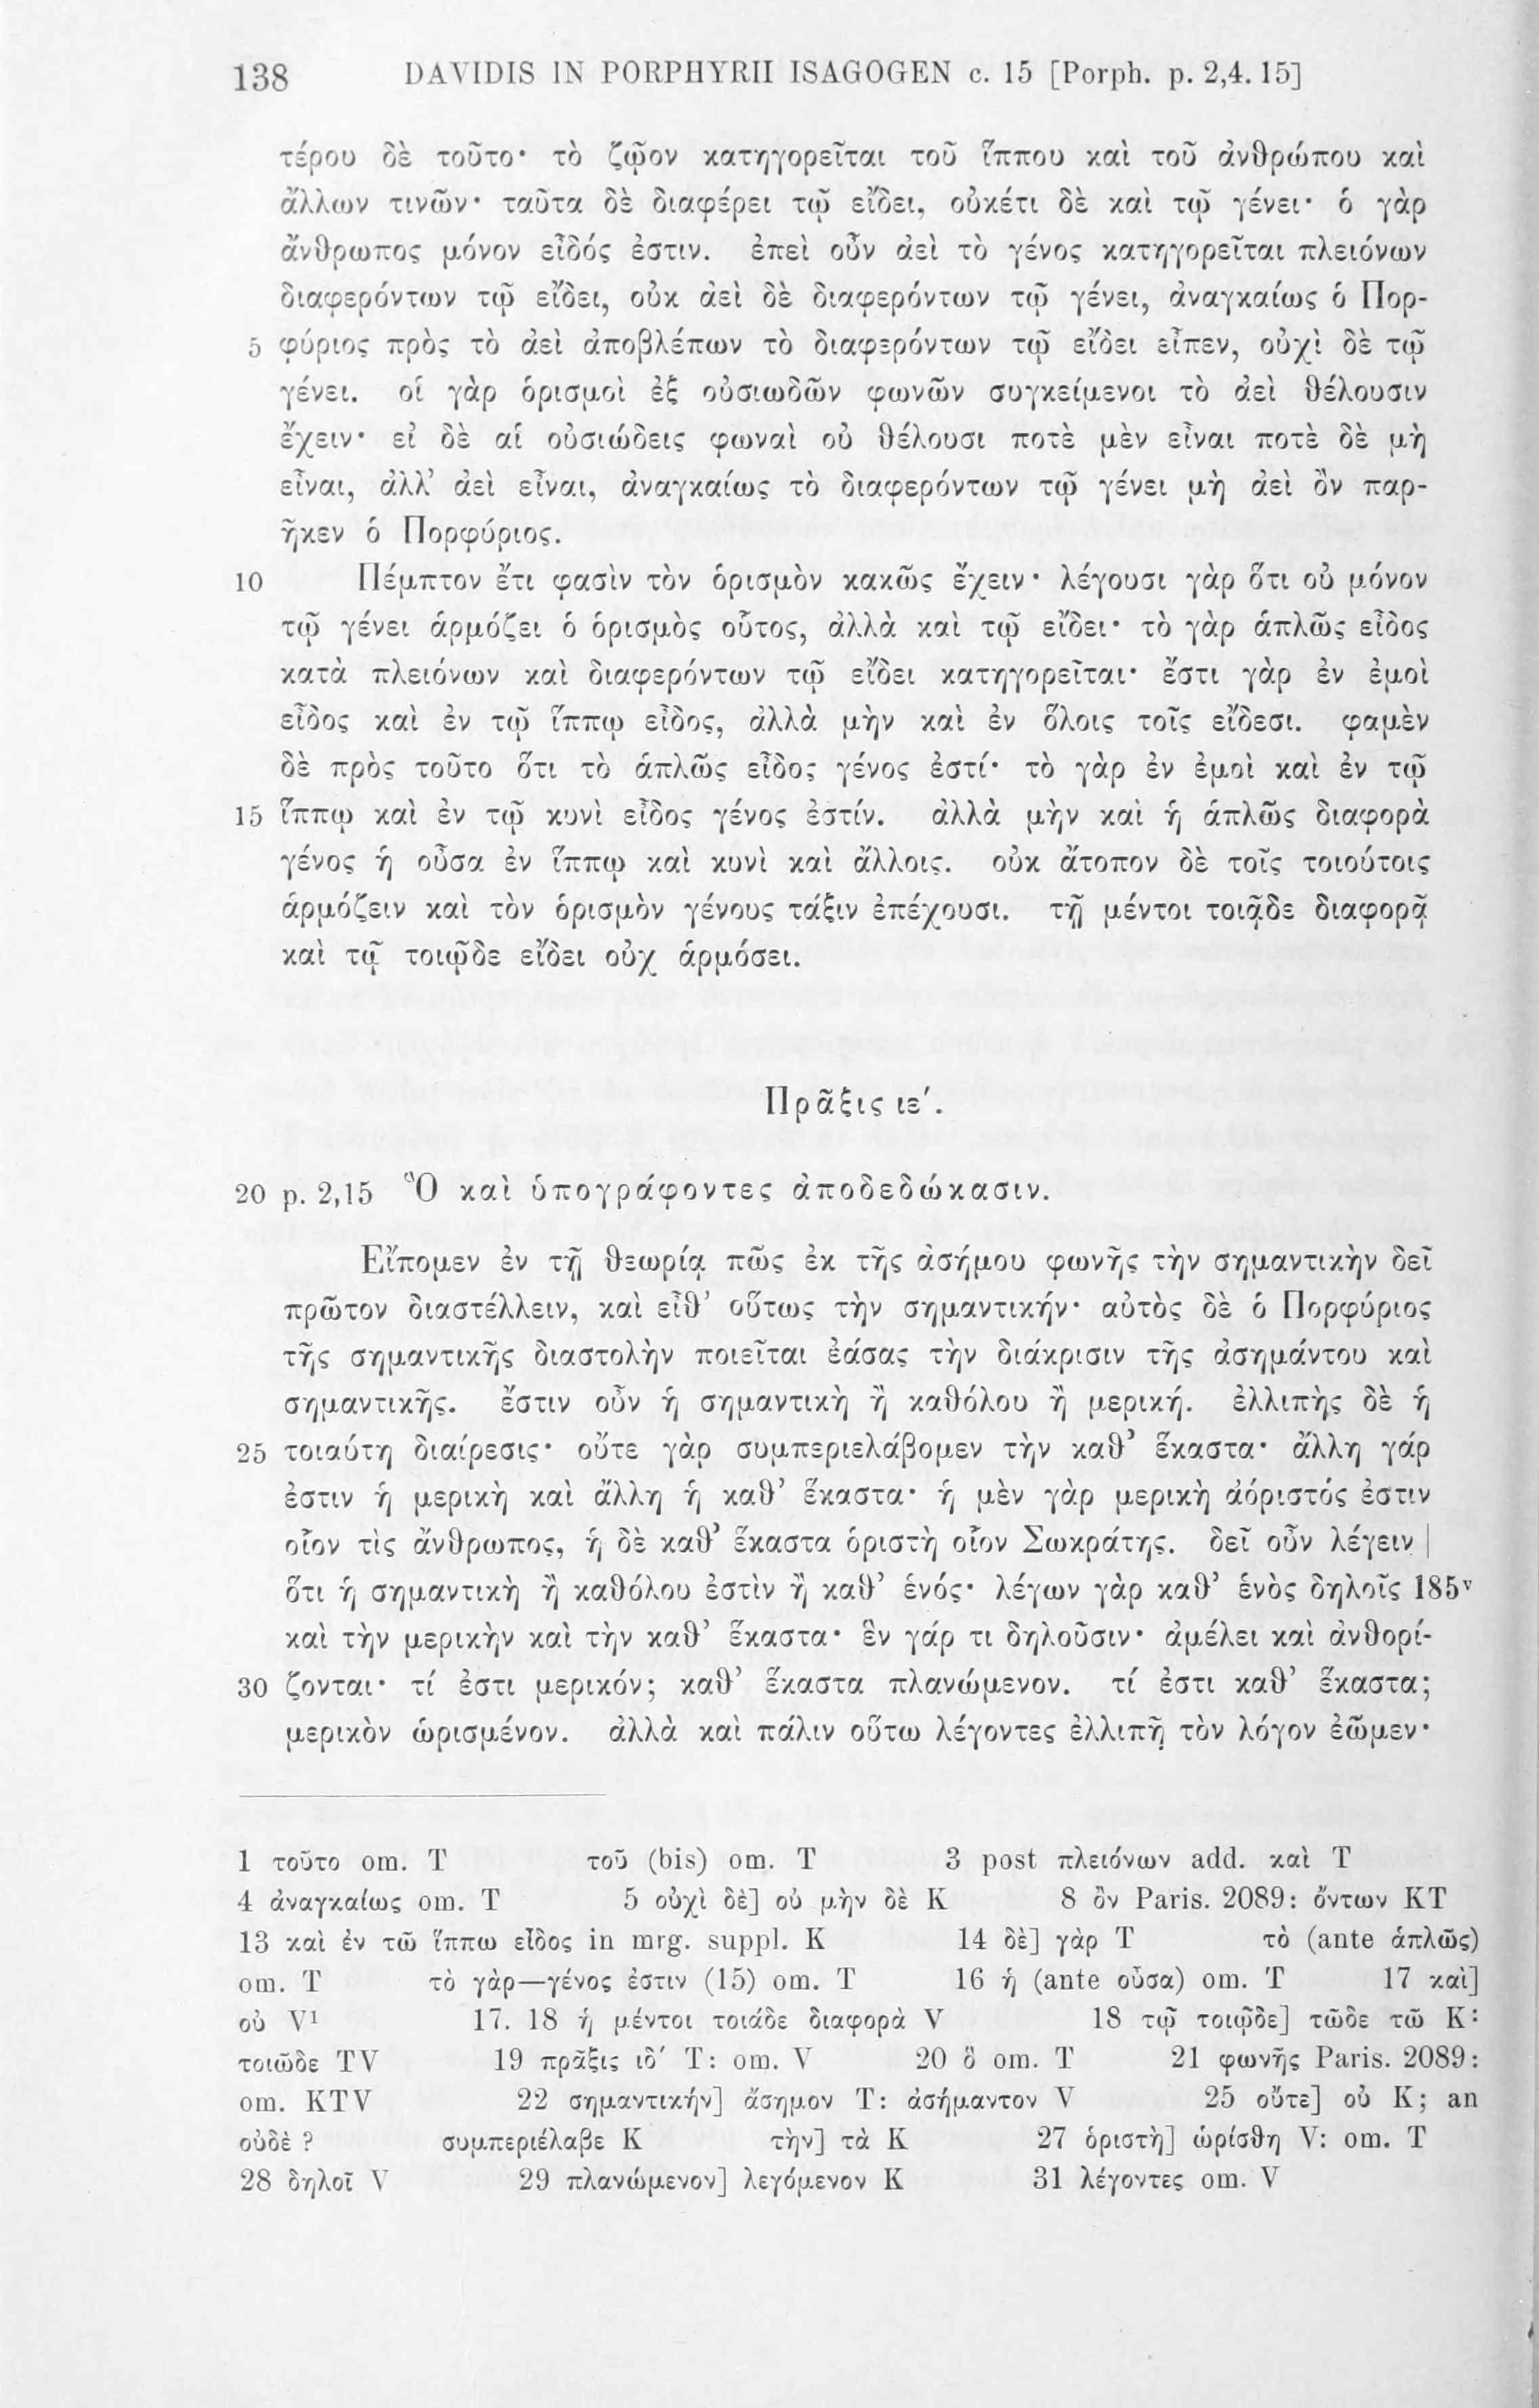 138 DAVIDIS IN PORPHYRII ISAGOGEN c. 15 [Porph. p. 2,4. 15]
τέρου δὲ τοῦτο· τὸ ζῷον κατηγορεῖται τοῦ ἵππου καὶ τοῦ ἀνθρώπου καὶ
ἄλλων τινῶν· ταῦτα δὲ διαφέρει τῷ εἴδει, οὐκέτι δὲ καὶ τῷ γένει· ὁ γὰρ
ἄνθρωπος μόνον εἶδός ἐστιν. ἐπεὶ οὖν ἀεὶ τὸ γένος κατηγορεῖται πλειόνων
διαφερόντων τῷ εἴδει, οὐκ ἀεὶ δὲ διαφερόντων τῷ γένει, ἀναγκαίως ὁ Πορ-
5 φύριος πρὸς τὸ ἀεὶ ἀποβλέπων τὸ διαφερόντων τῷ εἴδει εἶπεν, οὐχὶ δὲ τῷ
γένει. οἱ γὰρ ὁρισμοὶ ἐξ οὐσιωδῶν φωνῶν συγκείμενοι τὸ ἀεὶ θέλουσιν
ἔχειν· εἰ δὲ αἱ οὐσιώδεις φωναὶ οὐ θέλουσι ποτὲ μὲν εἶναι ποτὲ δὲ μὴ
εἶναι, ἀλλ’ ἀεὶ εἶναι, ἀναγκαίως τὸ διαφερόντων τῷ γένει μὴ ἀεὶ ὂν παρ-
ῆκεν ὁ Πορφύριος.
10 Πέμπτον ἔτι φασὶν τὸν ὁρισμὸν κακῶς ἔχειν· λέγουσι γὰρ ὅτι οὐ μόνον
τῷ γένει ἁρμόζει ὁ ὁρισμὸς οὗτος, ἀλλὰ καὶ τῷ εἴδει· τὸ γὰρ ἁπλῶς εἶδος
κατὰ πλειόνων καὶ διαφερόντων τῷ εἴδει κατηγορεῖται· ἔστι γὰρ ἐν ἐμοὶ
εἶδος καὶ ἐν τῷ ἵππῳ εἶδος, ἀλλὰ μὴν καὶ ἐν ὅλοις τοῖς εἴδεσι. φαμὲν
δὲ πρὸς τοῦτο ὅτι τὸ ἁπλῶς εἶδος γένος ἐστί· τὸ γὰρ ἐν ἐμοὶ καὶ ἐν τῷ
15 ἵππῳ καὶ ἐν τῷ κυνὶ εἶδος γένος ἐστίν. ἀλλὰ μὴν καὶ ἡ ἁπλῶς διαφορὰ
γένος ἡ οὖσα ἐν ἵππῳ καὶ κυνὶ καὶ ἄλλοις. οὐκ ἄτοπον δὲ τοῖς τοιούτοις
ἁρμόζειν καὶ τὸν ὁρισμὸν γένους τάξιν ἐπέχουσι. τῇ μέντοι τοιᾷδε διαφορᾷ
καὶ τῷ τοιῷδε εἴδει οὐχ ἁρμόσει.
Πρᾶξις ιε΄.
20 p. 2,15 Ὃ καὶ ὑπογράφοντες ἀποδεδώκασιν.
Εἴπομεν ἐν τῇ θεωρίᾳ πῶς ἐκ τῆς ἀσήμου φωνῆς τὴν σημαντικὴν δεῖ
πρῶτον διαστέλλειν, καὶ εἶθ’ οὕτως τὴν σημαντικήν· αὐτὸς δὲ ὁ Πορφύριος
τῆς σημαντικῆς διαστολὴν ποιεῖται ἐάσας τὴν διάκρισιν τῆς ἀσημάντου καὶ
σημαντικῆς. ἔστιν οὖν ἡ σημαντικὴ ἢ καθόλου ἢ μερική. ἐλλιπὴς δὲ ἡ
25 τοιαύτη διαίρεσις· οὔτε γὰρ συμπεριελάβομεν τὴν καθ’ ἕκαστα· ἄλλη γάρ
ἐστιν ἡ μερικὴ καὶ ἄλλη ἡ καθ’ ἕκαστα· ἡ μὲν γὰρ μερικὴ ἀόριστός ἐστιν
οἷον τὶς ἄνθρωπος, ἡ δὲ καθ’ ἕκαστα ὁριστὴ οἷον Σωκράτης. δεῖ οὖν λέγειν |
ὅτι ἡ σημαντικὴ ἢ καθόλου ἐστὶν ἢ καθ’ ἑνός· λέγων γὰρ καθ’ ἑνὸς δηλοῖς 185ᵛ
καὶ τὴν μερικὴν καὶ τὴν καθ’ ἕκαστα· ἓν γάρ τι δηλοῦσιν· ἀμέλει καὶ ἀνθορί-
30 ζονται· τί ἐστι μερικόν; καθ’ ἕκαστα πλανώμενον. τί ἐστι καθ’ ἕκαστα;
μερικὸν ὡρισμένον. ἀλλὰ καὶ πάλιν οὕτω λέγοντες ἐλλιπῆ τὸν λόγον ἐῶμεν·
1 τοῦτο om. T τοῦ (bis) om. T 3 post πλειόνων add. καὶ T
4 ἀναγκαίως om. T 5 οὐχὶ δὲ] οὐ μὴν δὲ K 8 ὂν Paris. 2089: ὄντων KT
13 καὶ ἐν τῶ ἵππω εἶδος in mrg. suppl. K 14 δὲ] γὰρ T τὸ (ante ἁπλῶς)
om. T τὸ γὰρ—γένος ἐστιν (15) om. T 16 ἡ (ante οὖσα) om. T 17 καὶ]
οὐ V¹ 17. 18 ἡ μέντοι τοιάδε διαφορὰ V 18 τῷ τοιῷδε] τῶδε τῶ K:
τοιῶδε TV 19 πρᾶξις ιδ΄ T: om. V 20 ὃ om. T 21 φωνῆς Paris. 2089:
om. KTV 22 σημαντικήν] ἄσημον T: ἀσήμαντον V 25 οὔτε] οὐ K; an
οὐδὲ ? συμπεριέλαβε K τὴν] τὰ K 27 ὁριστὴ] ὡρίσθη V: om. T
28 δηλοῖ V 29 πλανώμενον] λεγόμενον K 31 λέγοντες om. V